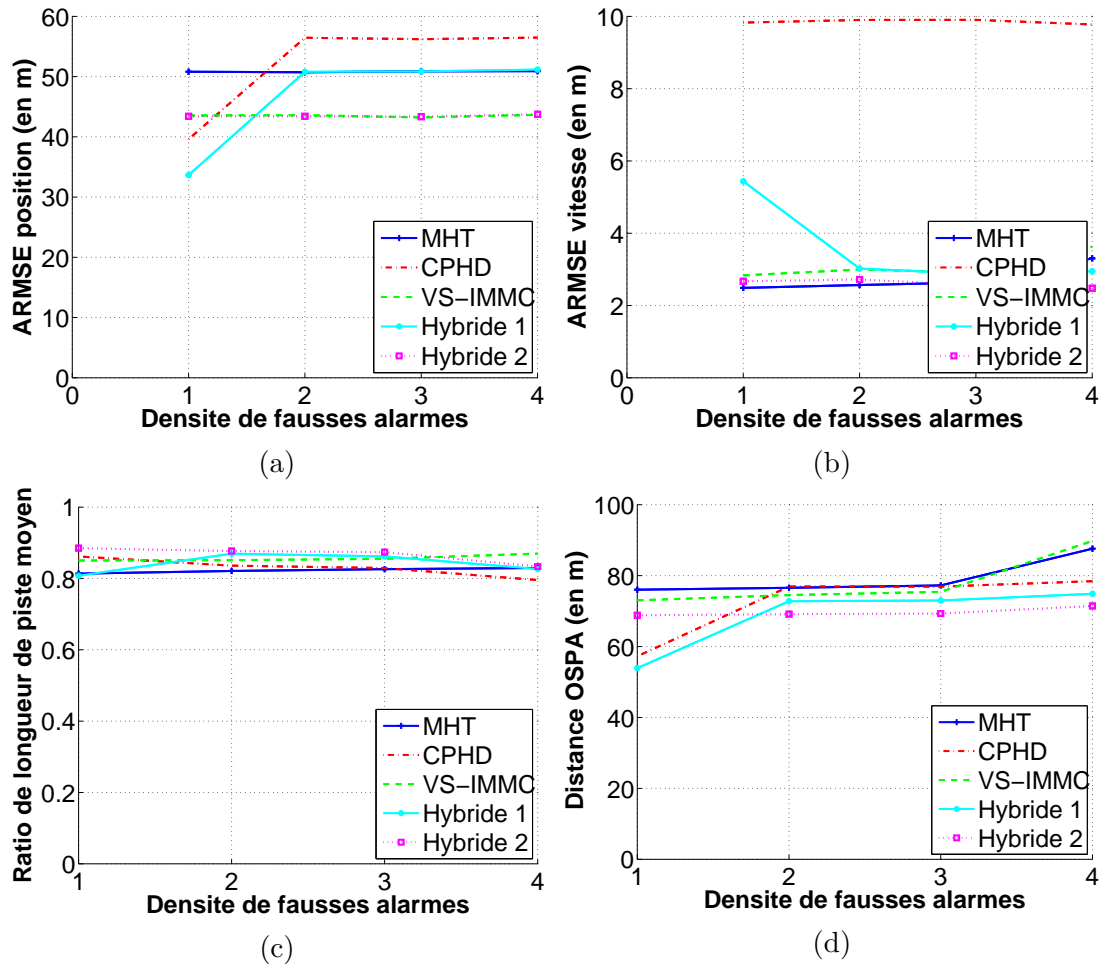 60
50
40
30
20
10
0
0 1 2 3 4
ARMSE position (en m)
Densite de fausses alarmes
MHT
CPHD
VS−IMMC
Hybride 1
Hybride 2
(a)
10
8
6
4
2
0
0 1 2 3 4
ARMSE vitesse (en m)
Densite de fausses alarmes
MHT
CPHD
VS−IMMC
Hybride 1
Hybride 2
(b)
1
0.8
0.6
0.4
0.2
0
1 2 3 4
Ratio de longueur de piste moyen
Densite de fausses alarmes
MHT
CPHD
VS−IMMC
Hybride 1
Hybride 2
(c)
100
80
60
40
20
0
1 2 3 4
Distance OSPA (en m)
Densite de fausses alarmes
MHT
CPHD
VS−IMMC
Hybride 1
Hybride 2
(d)